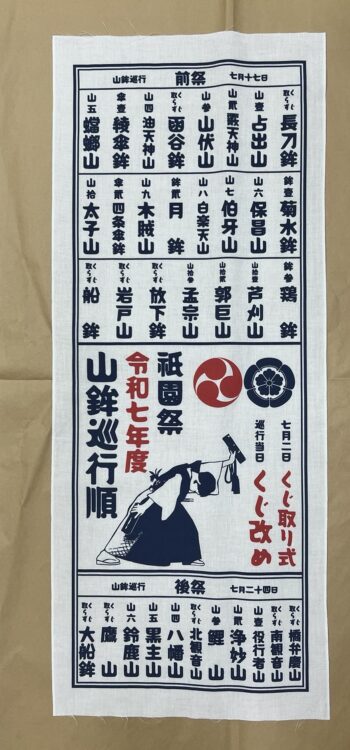 山鉾巡行 前祭 七月十七日
くじ取らず 長刀鉾
山壹 占出山
山貮 霰天神山
山参 山伏山
くじ取らず 函谷鉾
山四 油天神山
傘壹 綾傘鉾
山五 蟷螂山
鉾壹 菊水鉾
山六 保昌山
山七 伯牙山
山八 白楽天山
鉾貮 月鉾
山九 木賊山
傘貮 四条傘鉾
山拾 太子山
鉾参 鶏鉾
山拾壹 芦刈山
山拾貮 郭巨山
山拾参 孟宗山
くじ取らず 放下鉾
くじ取らず 岩戸山
くじ取らず 船鉾
七月二日 くじ取り式
巡行当日 くじ改め
祇園祭
令和七年度
山鉾巡行順
山鉾巡行 後祭 七月二十四日
くじ取らず 橋弁慶山
くじ取らず 南観音山
山壹 役行者山
山貮 浄妙山
山参 鯉山
くじ取らず 北観音山
山四 八幡山
山五 黒主山
山六 鈴鹿山
くじ取らず 鷹山
くじ取らず 大船鉾